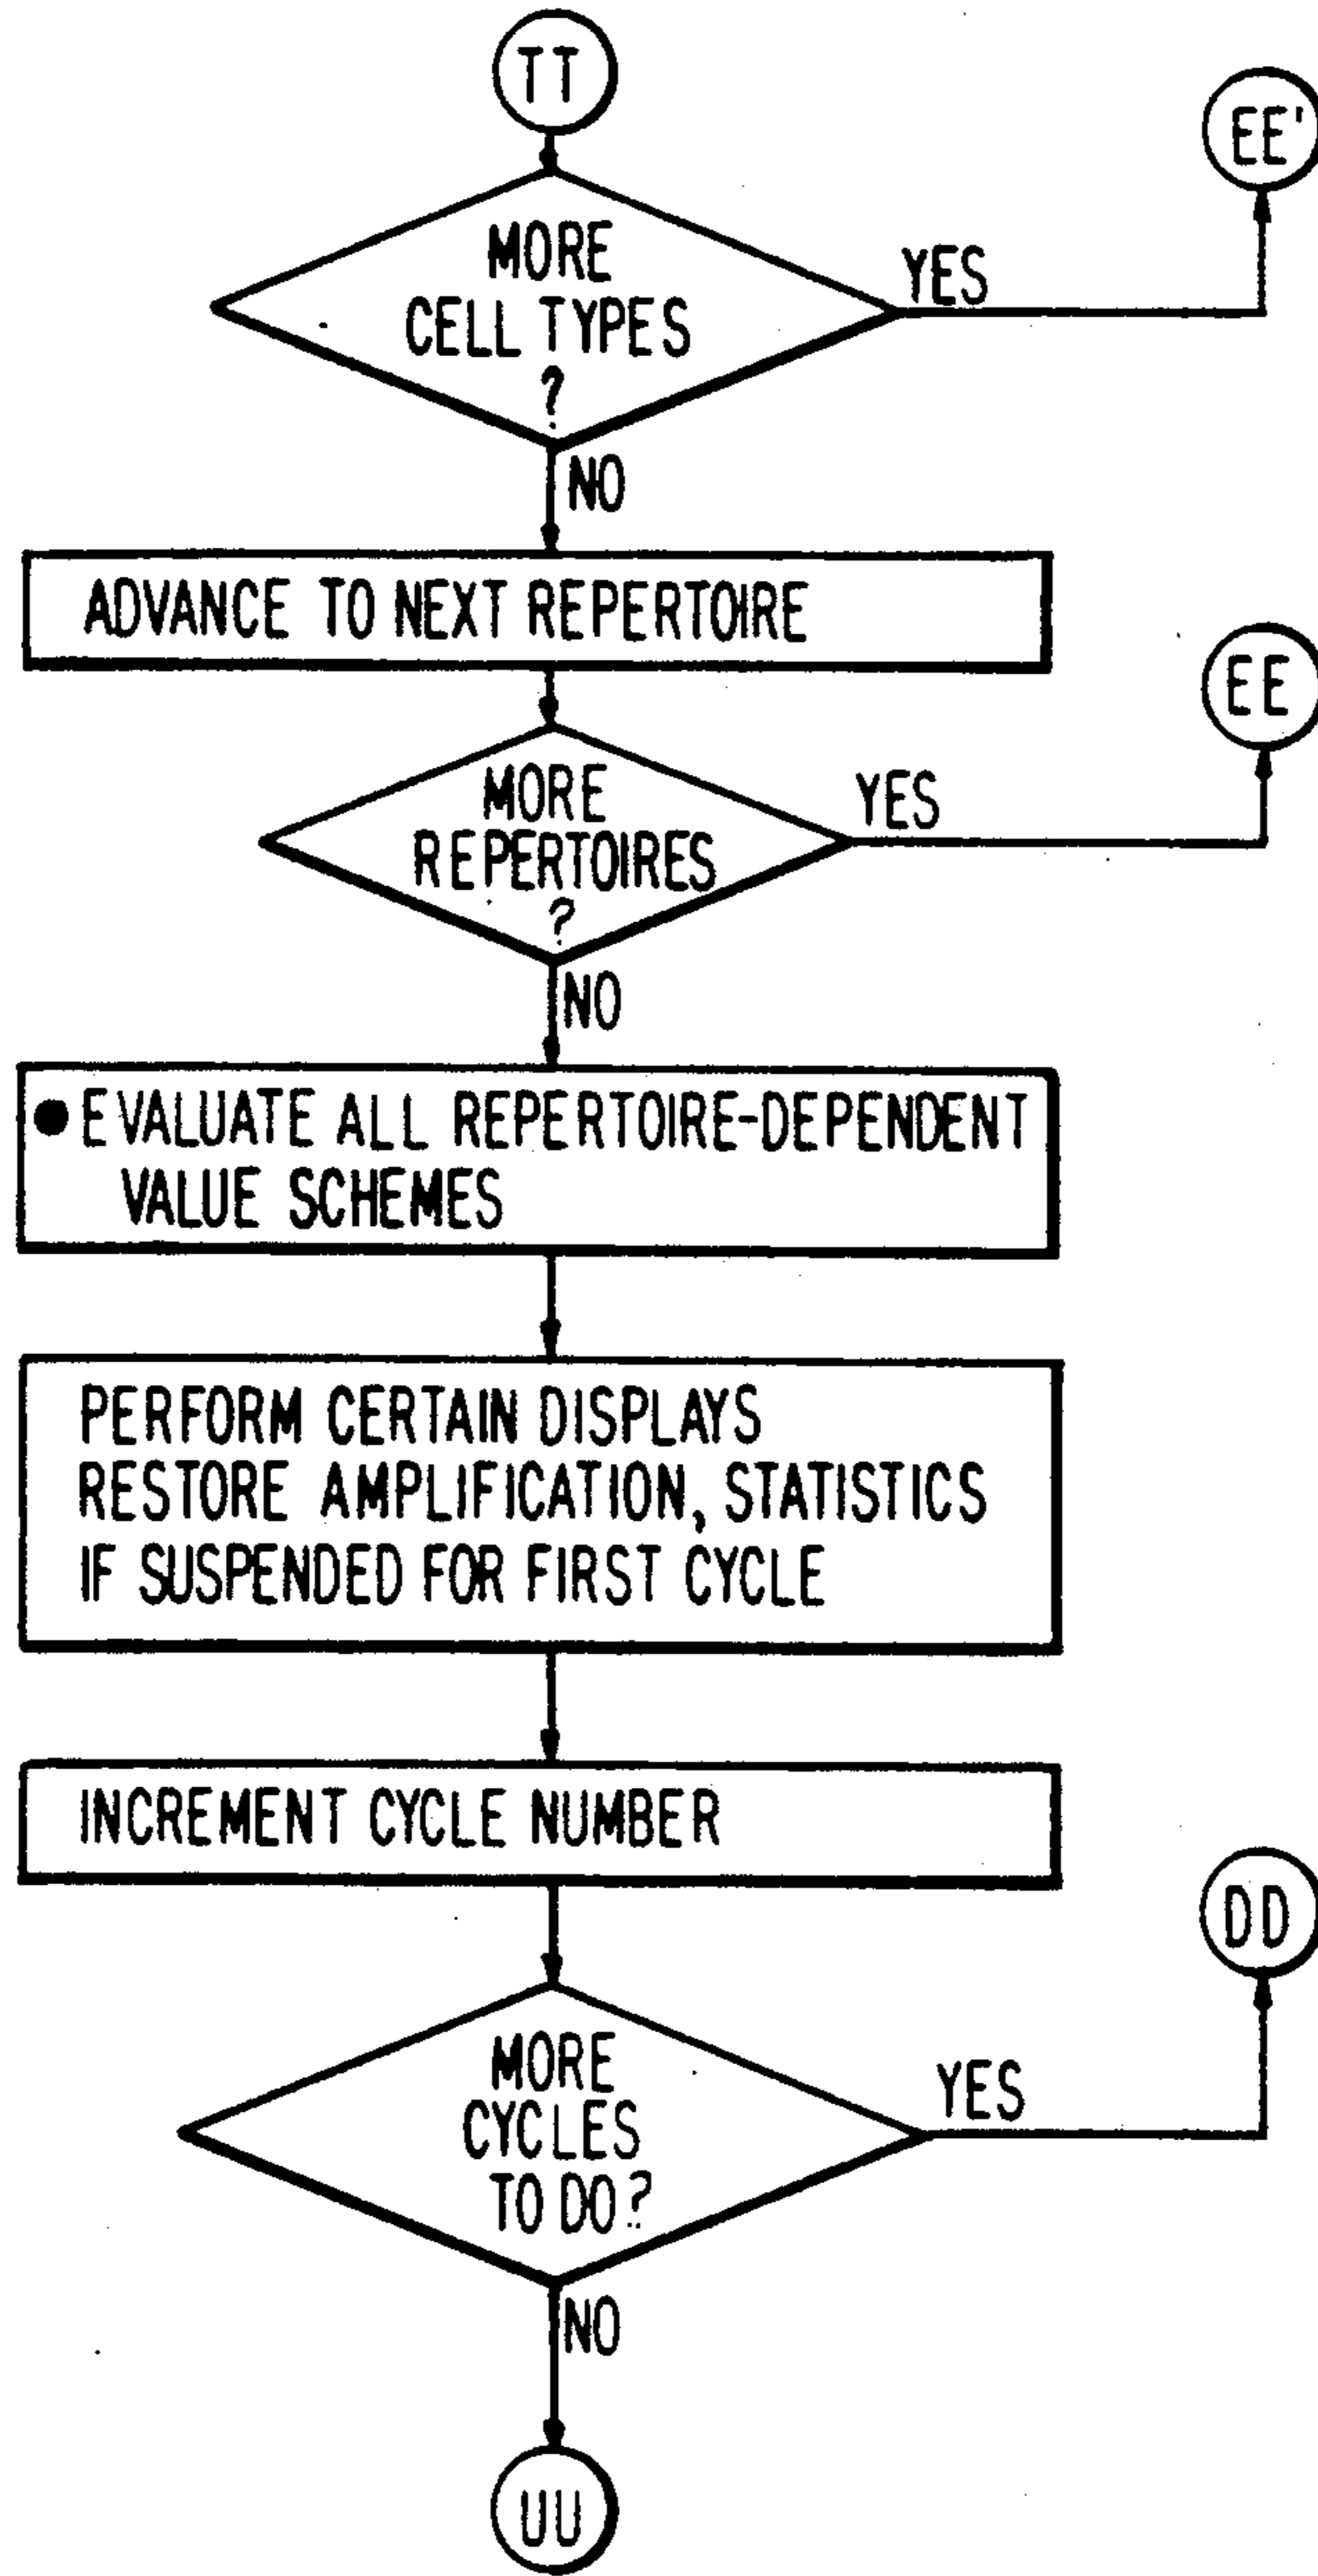 TT
EE'
MORE
CELL TYPES
?
YES
NO
ADVANCE TO NEXT REPERTOIRE
EE
MORE
REPERTOIRES
?
YES
NO
● EVALUATE ALL REPERTOIRE-DEPENDENT
VALUE SCHEMES
PERFORM CERTAIN DISPLAYS
RESTORE AMPLIFICATION, STATISTICS
IF SUSPENDED FOR FIRST CYCLE
INCREMENT CYCLE NUMBER
DD
MORE
CYCLES
TO DO?
YES
NO
UU